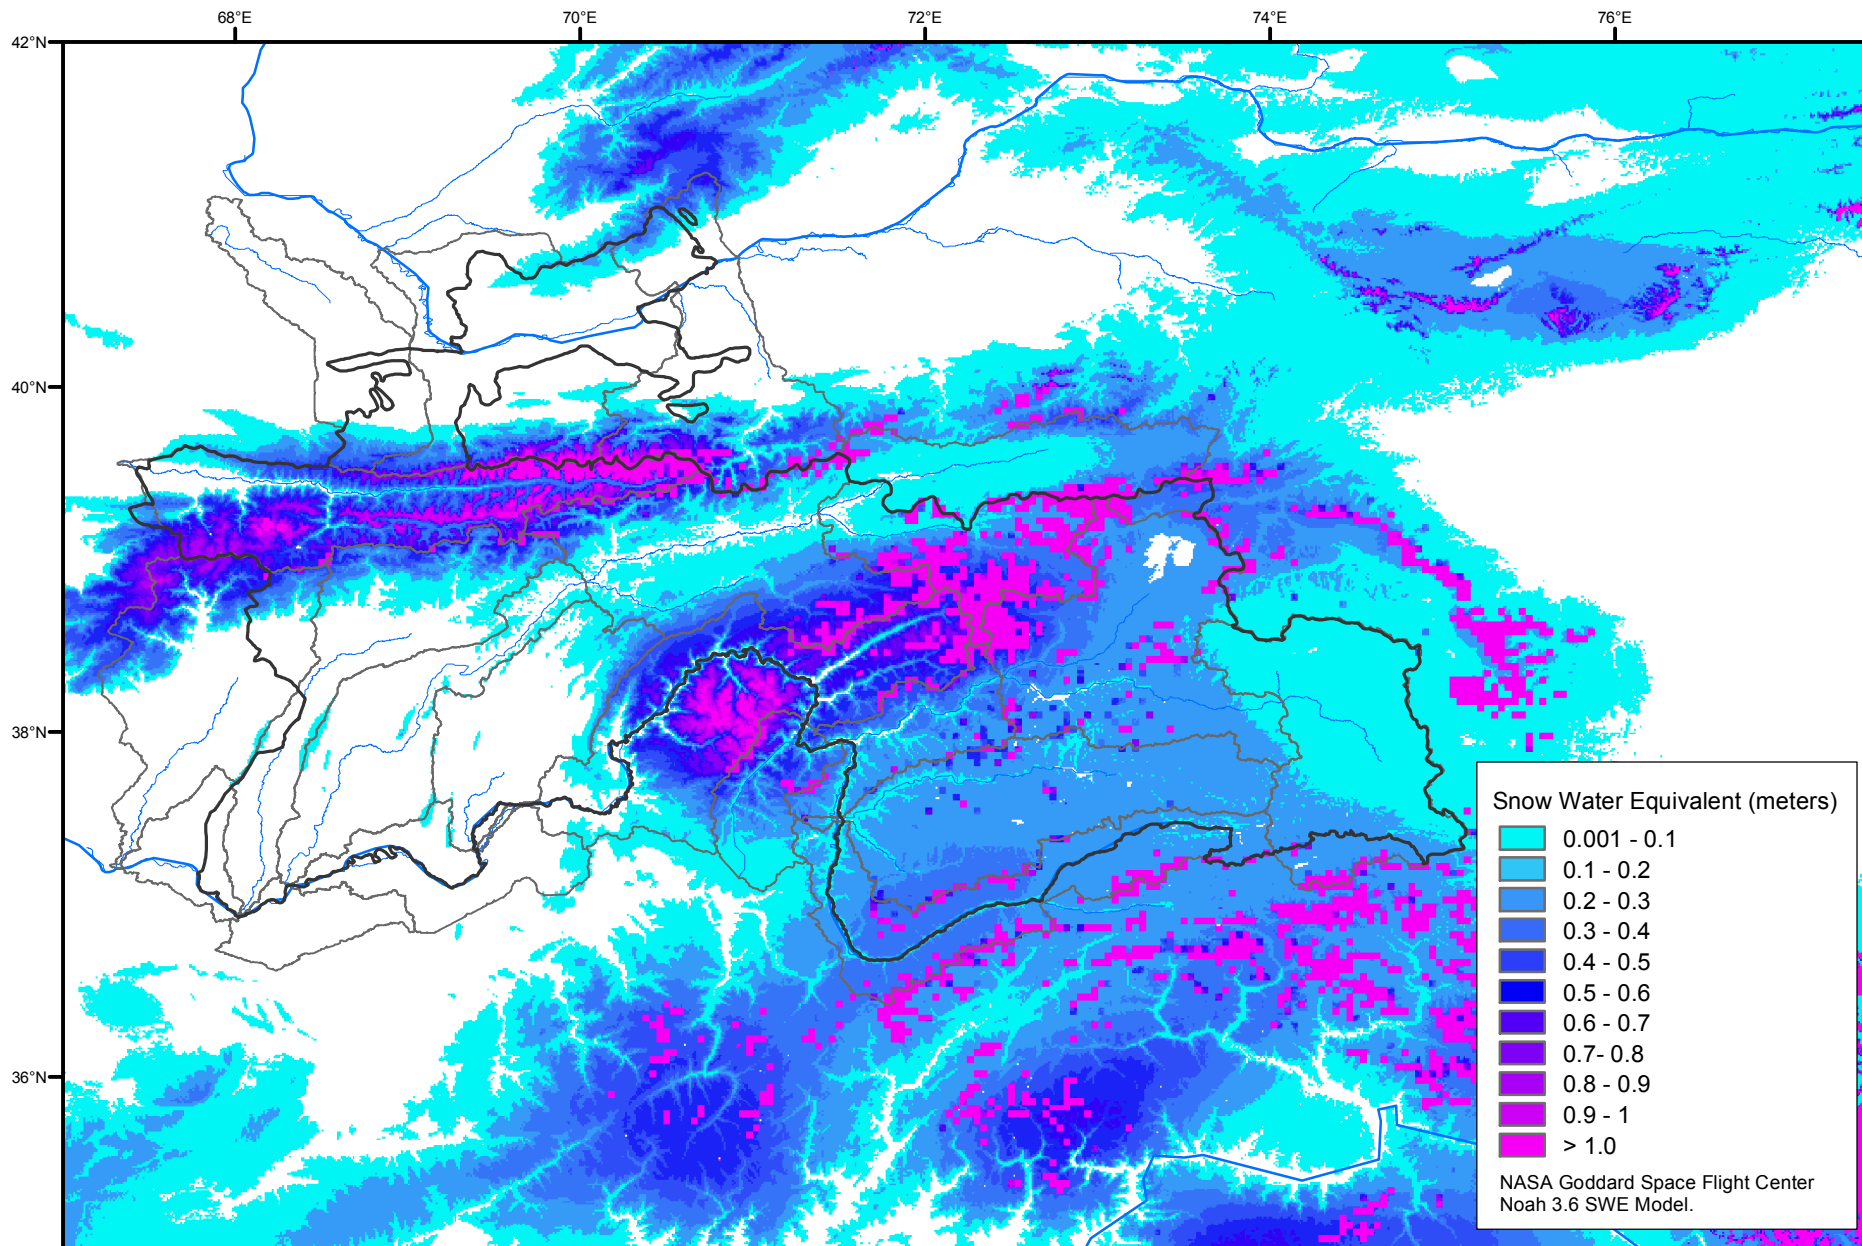 68°E 70°E 72°E 74°E 76°E
42°N
40°N
38°N
36°N
Snow Water Equivalent (meters)
0.001 - 0.1
0.1 - 0.2
0.2 - 0.3
0.3 - 0.4
0.4 - 0.5
0.5 - 0.6
0.6 - 0.7
0.7- 0.8
0.8 - 0.9
0.9 - 1
> 1.0
NASA Goddard Space Flight Center
Noah 3.6 SWE Model.